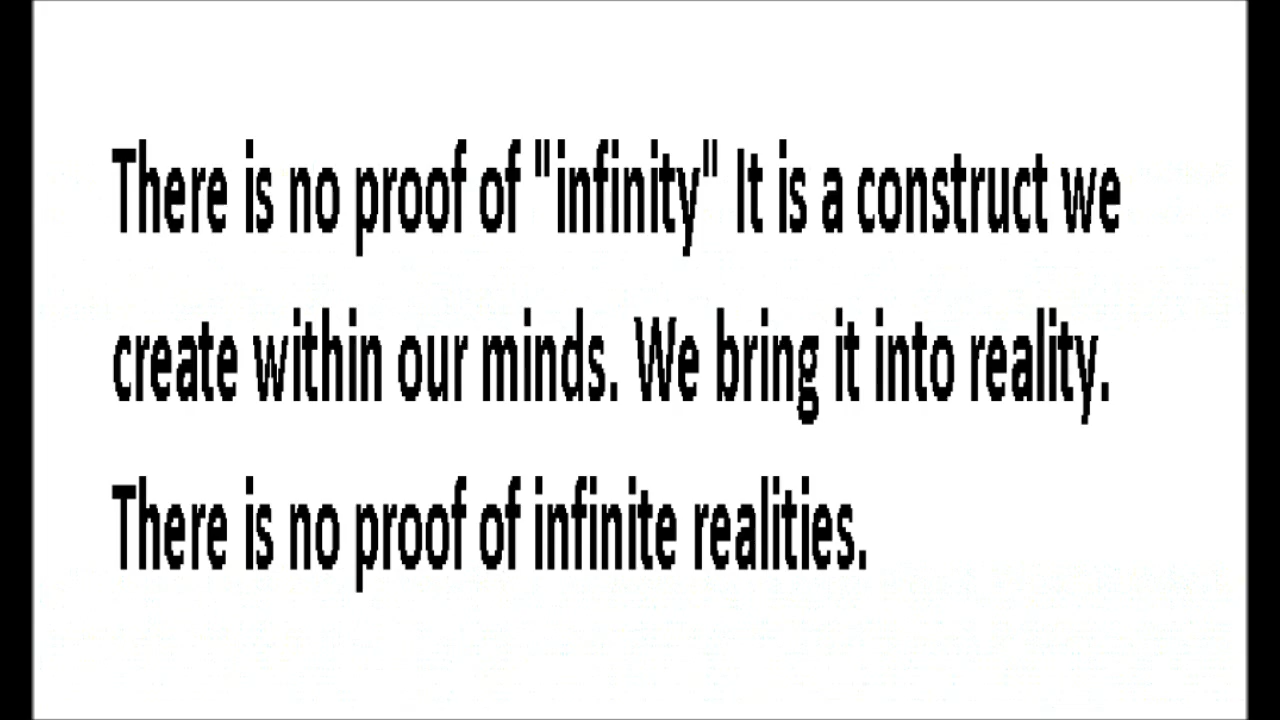 There is no proof of "infinity" It is a construct we
create within our minds. We bring it into reality.
There is no proof of infinite realities.